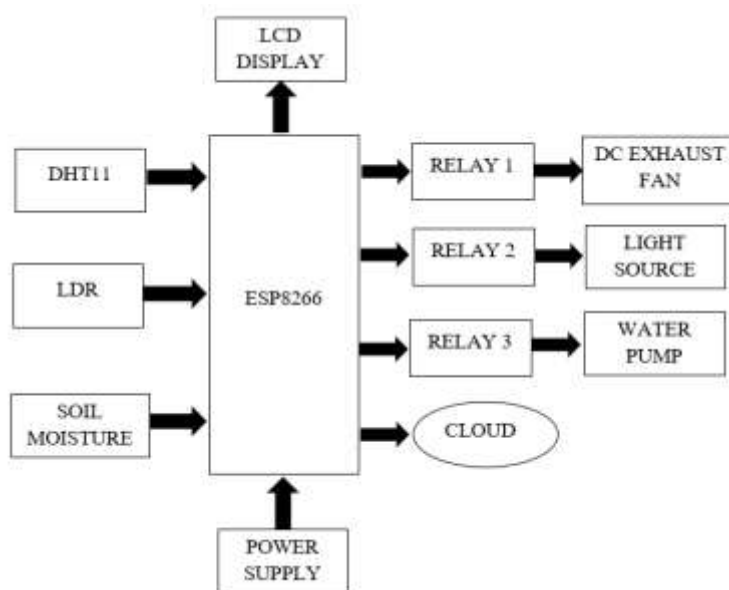 LCD
DISPLAY
DHT11
RELAY 1
DC EXHAUST
FAN
LDR
ESP8266
RELAY 2
LIGHT
SOURCE
RELAY 3
WATER
PUMP
SOIL
MOISTURE
CLOUD
POWER
SUPPLY